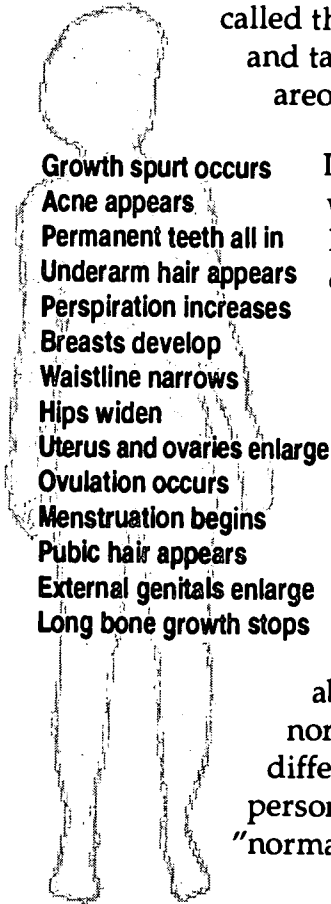 called th
and ta
areo
Growth spurt occurs
Acne appears
Permanent teeth all in
Underarm hair appears
Perspiration increases
Breasts develop
Waistline narrows
Hips widen
Uterus and ovaries enlarge
Ovulation occurs
Menstruation begins
Pubic hair appears
External genitals enlarge
Long bone growth stops
al
nor
diffe
person
"norma